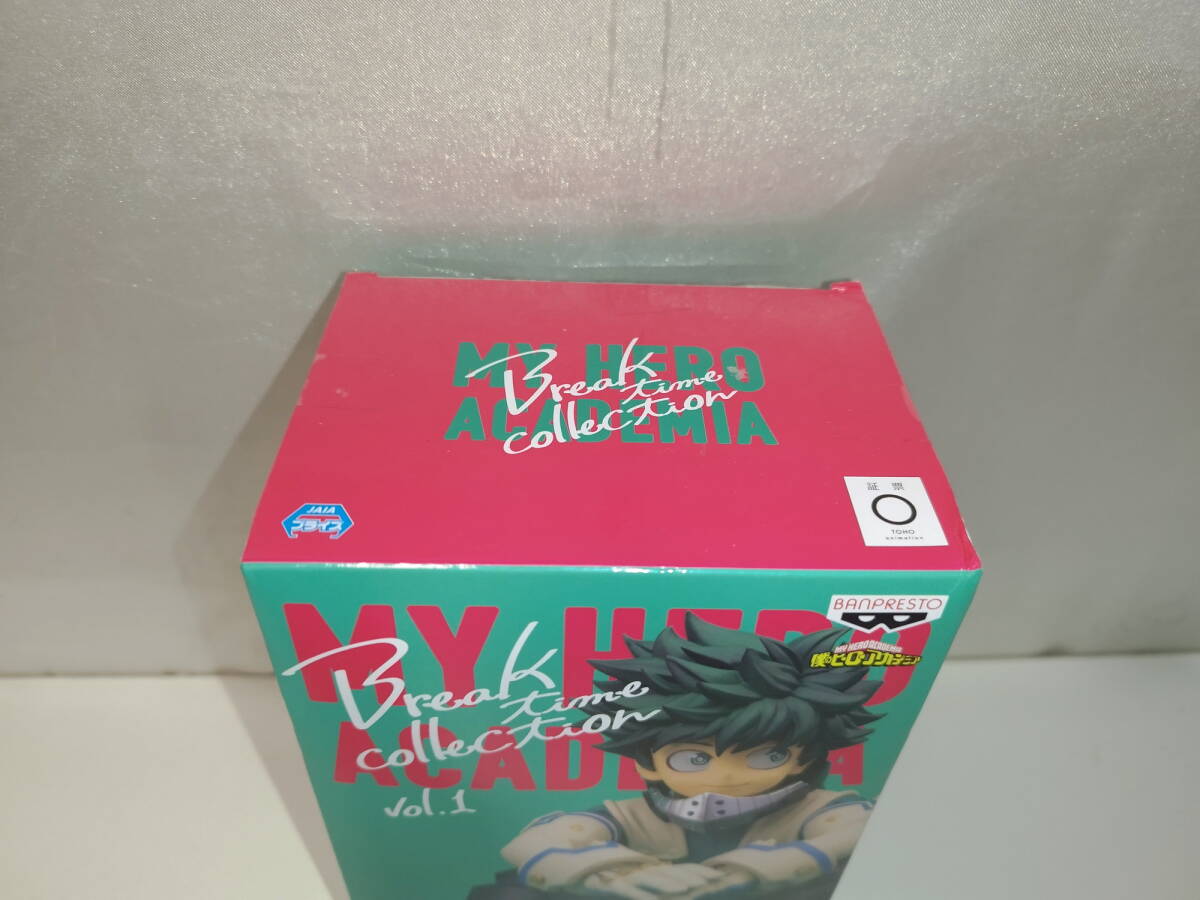 MY HERO
ACADEMIA
Break
time
collection
JAIA
プライズ
証票
TOHO
animation
BANPRESTO
MY HERO ACADEMIA
僕のヒーローアカデミア
MY HERO
ACADEMIA
Break
time
collection
vol.1